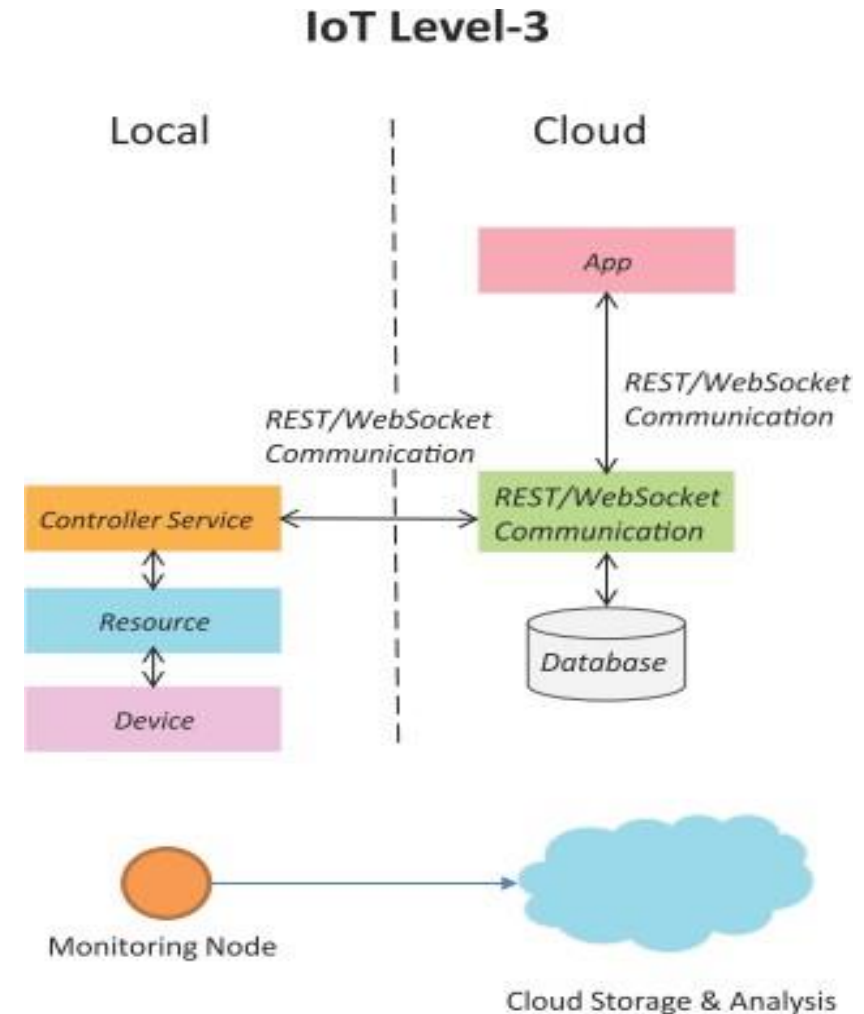 IoT Level-3
Local
Cloud
App
REST/WebSocket
Communication
REST/WebSocket
Communication
Controller Service
REST/WebSocket
Communication
Resource
Database
Device
Monitoring Node
Cloud Storage & Analysis